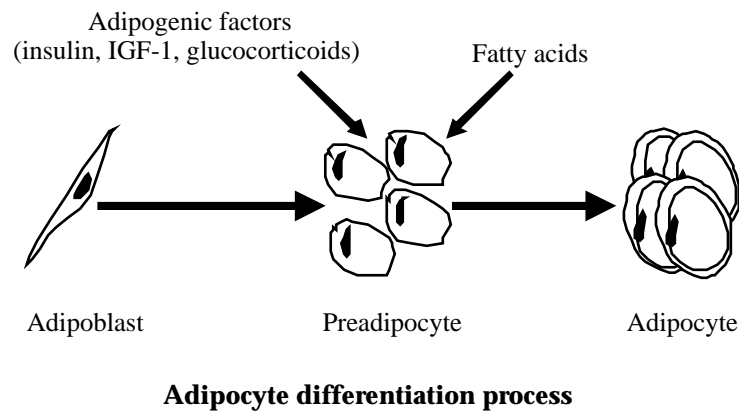 Adipogenic factors
(insulin, IGF-1, glucocorticoids)
Fatty acids
Adipoblast
Preadipocyte
Adipocyte
Adipocyte differentiation process